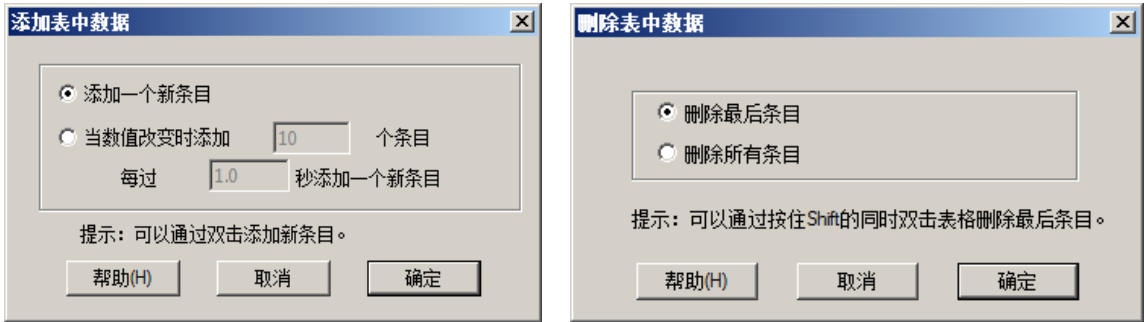 添加表中数据
添加一个新条目
当数值改变时添加 10 个条目
每过 1.0 秒添加一个新条目
提示：可以通过双击添加新条目。
帮助(H) 取消 确定
删除表中数据
删除最后条目
删除所有条目
提示：可以通过按住Shift的同时双击表格删除最后条目。
帮助(H) 取消 确定